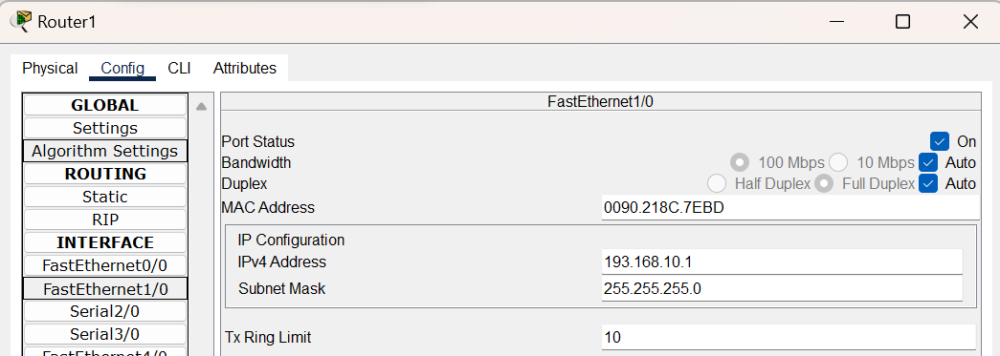 Router1
Physical Config CLI Attributes
GLOBAL
Settings
Algorithm Settings
ROUTING
Static
RIP
INTERFACE
FastEthernet0/0
FastEthernet1/0
Serial2/0
Serial3/0
FastEthernet4/0
FastEthernet1/0
Port Status On
Bandwidth 100 Mbps 10 Mbps Auto
Duplex Half Duplex Full Duplex Auto
MAC Address 0090.218C.7EBD
IP Configuration
IPv4 Address 193.168.10.1
Subnet Mask 255.255.255.0
Tx Ring Limit 10